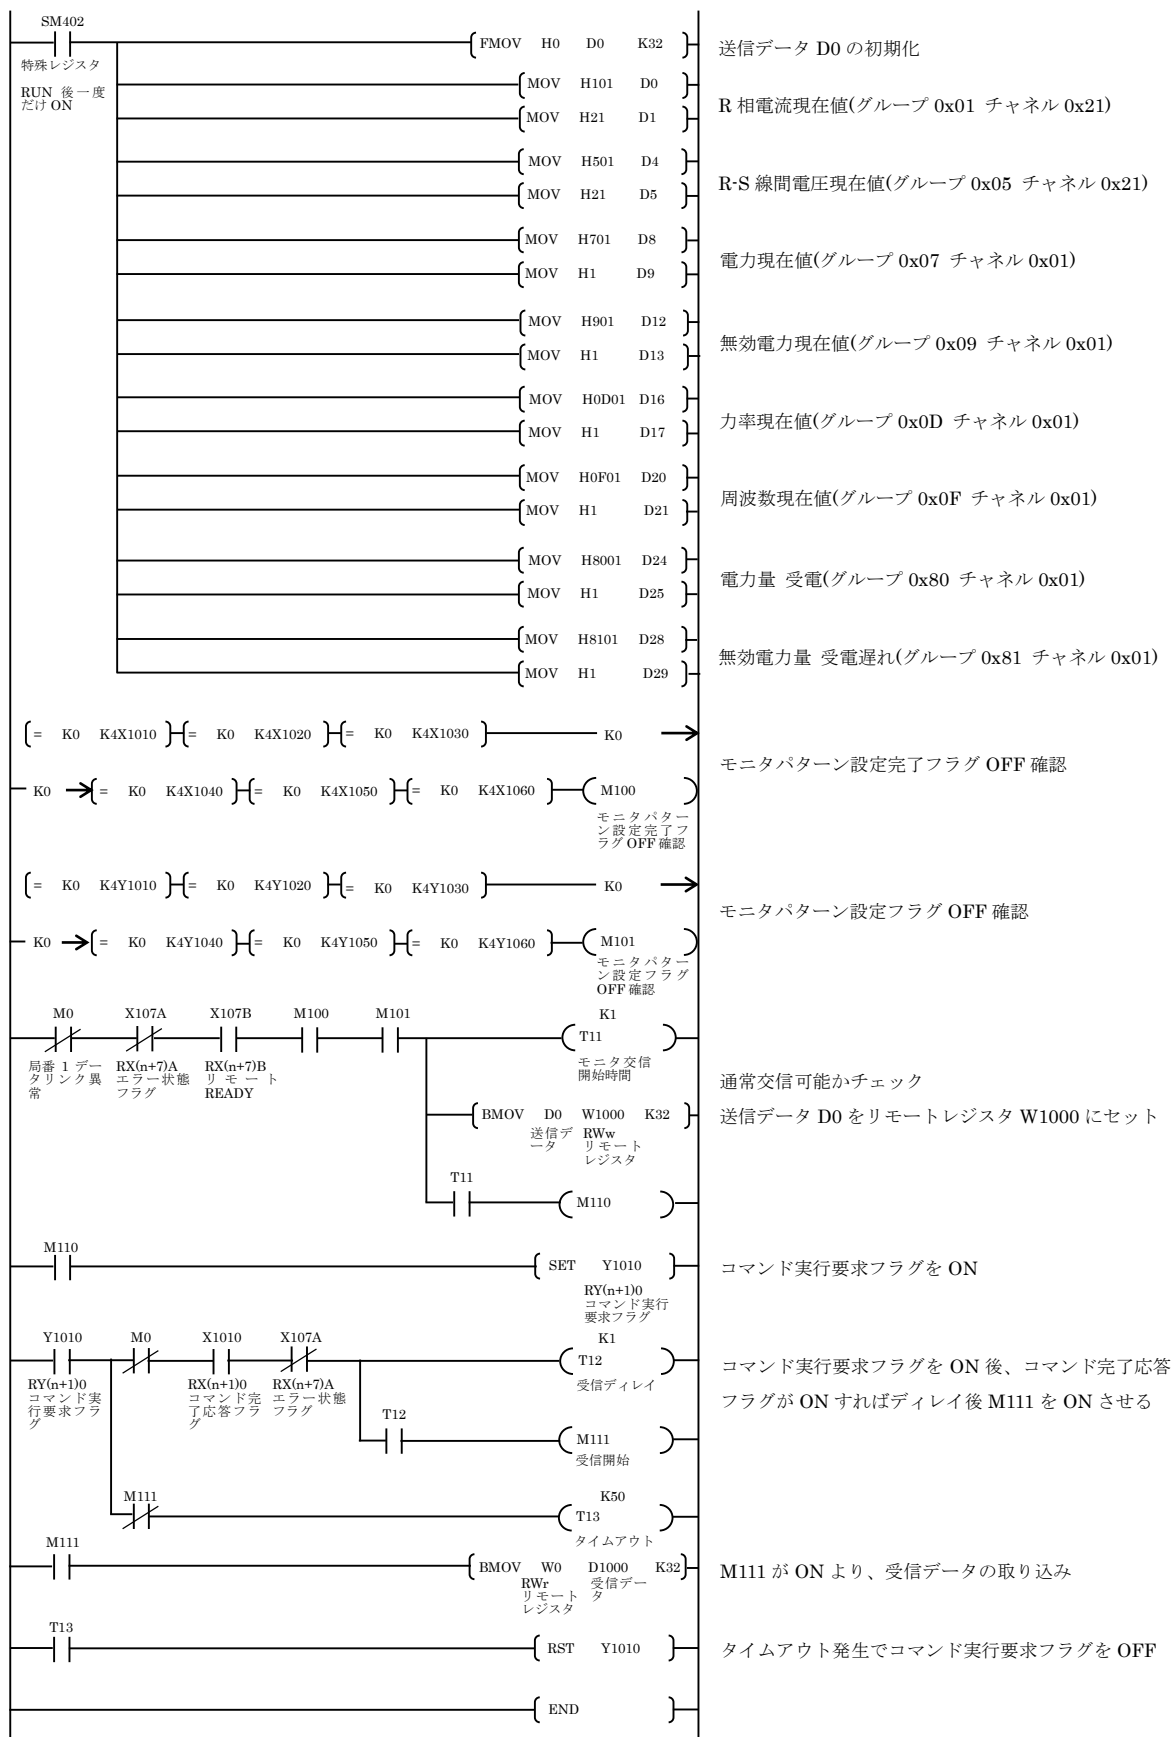 SM402
特殊レジスタ
RUN 後一度
だけ ON
FMOV H0 D0 K32
送信データ D0 の初期化
MOV H101 D0
MOV H21 D1
R 相電流現在値(グループ 0x01 チャネル 0x21)
MOV H501 D4
MOV H21 D5
R-S 線間電圧現在値(グループ 0x05 チャネル 0x21)
MOV H701 D8
MOV H1 D9
電力現在値(グループ 0x07 チャネル 0x01)
MOV H901 D12
MOV H1 D13
無効電力現在値(グループ 0x09 チャネル 0x01)
MOV H0D01 D16
MOV H1 D17
力率現在値(グループ 0x0D チャネル 0x01)
MOV H0F01 D20
MOV H1 D21
周波数現在値(グループ 0x0F チャネル 0x01)
MOV H8001 D24
MOV H1 D25
電力量 受電(グループ 0x80 チャネル 0x01)
MOV H8101 D28
MOV H1 D29
無効電力量 受電遅れ(グループ 0x81 チャネル 0x01)
= K0 K4X1010 = K0 K4X1020 = K0 K4X1030 K0
K0 = K0 K4X1040 = K0 K4X1050 = K0 K4X1060 M100
モニタパター
ン設定完了フ
ラグ OFF 確認
モニタパターン設定完了フラグ OFF 確認
= K0 K4Y1010 = K0 K4Y1020 = K0 K4Y1030 K0
K0 = K0 K4Y1040 = K0 K4Y1050 = K0 K4Y1060 M101
モニタパター
ン設定フラグ
OFF 確認
モニタパターン設定フラグ OFF 確認
M0 X107A X107B M100 M101 K1
T11
局番 1 デー
タリンク異
常
RX(n+7)A
エラー状態
フラグ
RX(n+7)B
リモート
READY
モニタ交信
開始時間
通常交信可能かチェック
BMOV D0 W1000 K32
送信デ
ータ
RWw
リモート
レジスタ
送信データ D0 をリモートレジスタ W1000 にセット
T11
M110
M110
SET Y1010
RY(n+1)0
コマンド実行
要求フラグ
コマンド実行要求フラグを ON
Y1010 M0 X1010 X107A K1
T12
RY(n+1)0
コマンド実
行要求フラ
グ
RX(n+1)0
コマンド完
了応答フラ
グ
RX(n+7)A
エラー状態
フラグ
受信ディレイ
コマンド実行要求フラグを ON 後、コマンド完了応答
フラグが ON すればディレイ後 M111 を ON させる
T12
M111
受信開始
M111 K50
T13
タイムアウト
M111
BMOV W0 D1000 K32
RWr
リモート
レジスタ
受信デー
タ
M111 が ON より、受信データの取り込み
T13
RST Y1010
タイムアウト発生でコマンド実行要求フラグを OFF
END